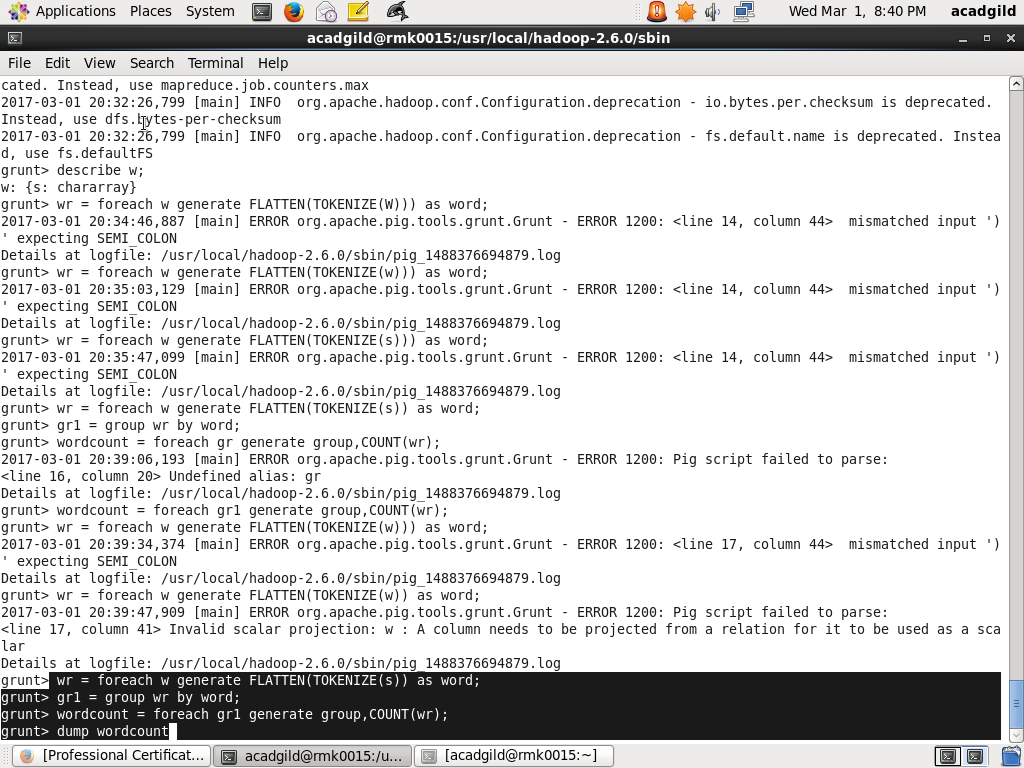 Applications Places System Wed Mar 1, 8:40 PM acadgild
acadgild@rmk0015:/usr/local/hadoop-2.6.0/sbin
File Edit View Search Terminal Help
cated. Instead, use mapreduce.job.counters.max
2017-03-01 20:32:26,799 [main] INFO  org.apache.hadoop.conf.Configuration.deprecation - io.bytes.per.checksum is deprecated.
Instead, use dfs.bytes-per-checksum
2017-03-01 20:32:26,799 [main] INFO  org.apache.hadoop.conf.Configuration.deprecation - fs.default.name is deprecated. Instea
d, use fs.defaultFS
grunt> describe w;
w: {s: chararray}
grunt> wr = foreach w generate FLATTEN(TOKENIZE(W))) as word;
2017-03-01 20:34:46,887 [main] ERROR org.apache.pig.tools.grunt.Grunt - ERROR 1200: <line 14, column 44>  mismatched input ')
' expecting SEMI_COLON
Details at logfile: /usr/local/hadoop-2.6.0/sbin/pig_1488376694879.log
grunt> wr = foreach w generate FLATTEN(TOKENIZE(w))) as word;
2017-03-01 20:35:03,129 [main] ERROR org.apache.pig.tools.grunt.Grunt - ERROR 1200: <line 14, column 44>  mismatched input ')
' expecting SEMI_COLON
Details at logfile: /usr/local/hadoop-2.6.0/sbin/pig_1488376694879.log
grunt> wr = foreach w generate FLATTEN(TOKENIZE(s))) as word;
2017-03-01 20:35:47,099 [main] ERROR org.apache.pig.tools.grunt.Grunt - ERROR 1200: <line 14, column 44>  mismatched input ')
' expecting SEMI_COLON
Details at logfile: /usr/local/hadoop-2.6.0/sbin/pig_1488376694879.log
grunt> wr = foreach w generate FLATTEN(TOKENIZE(s)) as word;
grunt> gr1 = group wr by word;
grunt> wordcount = foreach gr generate group,COUNT(wr);
2017-03-01 20:39:06,193 [main] ERROR org.apache.pig.tools.grunt.Grunt - ERROR 1200: Pig script failed to parse:
<line 16, column 20> Undefined alias: gr
Details at logfile: /usr/local/hadoop-2.6.0/sbin/pig_1488376694879.log
grunt> wordcount = foreach gr1 generate group,COUNT(wr);
grunt> wr = foreach w generate FLATTEN(TOKENIZE(w))) as word;
2017-03-01 20:39:34,374 [main] ERROR org.apache.pig.tools.grunt.Grunt - ERROR 1200: <line 17, column 44>  mismatched input ')
' expecting SEMI_COLON
Details at logfile: /usr/local/hadoop-2.6.0/sbin/pig_1488376694879.log
grunt> wr = foreach w generate FLATTEN(TOKENIZE(w)) as word;
2017-03-01 20:39:47,909 [main] ERROR org.apache.pig.tools.grunt.Grunt - ERROR 1200: Pig script failed to parse:
<line 17, column 41> Invalid scalar projection: w : A column needs to be projected from a relation for it to be used as a sca
lar
Details at logfile: /usr/local/hadoop-2.6.0/sbin/pig_1488376694879.log
grunt> wr = foreach w generate FLATTEN(TOKENIZE(s)) as word;
grunt> gr1 = group wr by word;
grunt> wordcount = foreach gr1 generate group,COUNT(wr);
grunt> dump wordcount
[Professional Certificat... acadgild@rmk0015:/u... [acadgild@rmk0015:~]